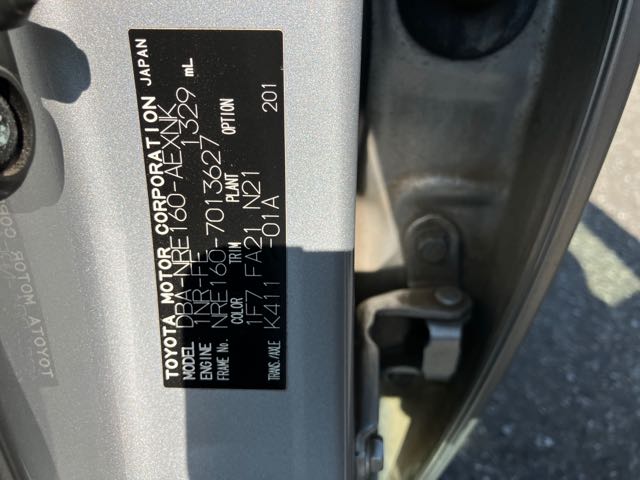 TOYOTA MOTOR CORPORATION JAPAN
MODEL DBA-NRE160-AEXNK
ENGINE 1NR-FE 1329 mL
FRAME No. NRE160-7013627
COLOR TRIM PLANT OPTION
1F7 FA21 N21
TRANS./AXLE K411 -01A 201